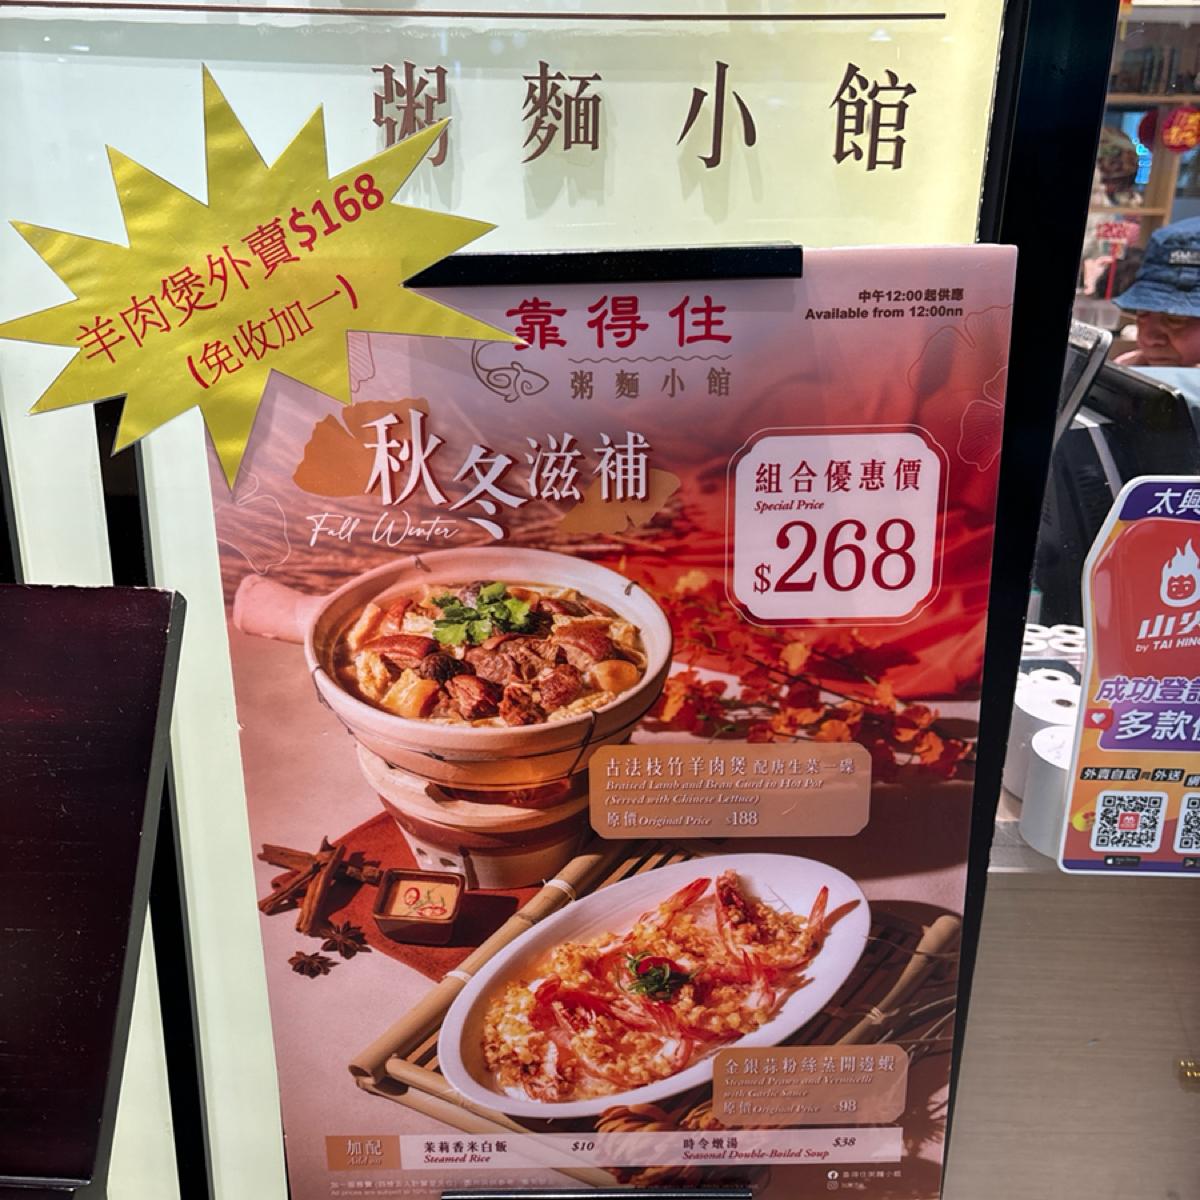 粥麵小館
羊肉煲外賣$168
(免收加一)
靠得住
粥麵小館
中午12:00起供應
Available from 12:00nn
秋冬滋補
Fall Winter
組合優惠價
Special Price
$268
古法枝竹羊肉煲 配唐生菜一碟
Braised Lamb and Bean Curd in Hot Pot
(Served with Chinese Lettuce)
原價 Original Price $188
金銀蒜粉絲蒸開邊蝦
Steamed Prawn and Vermicelli
with Garlic Sauce
原價 Original Price $98
加配
Add on
茉莉香米白飯 $10
Steamed Rice
時令燉湯 $38
Seasonal Double-Boiled Soup
靠得住粥麵小館
太興
by TAI HING
成功登
多款
外賣自取 外送